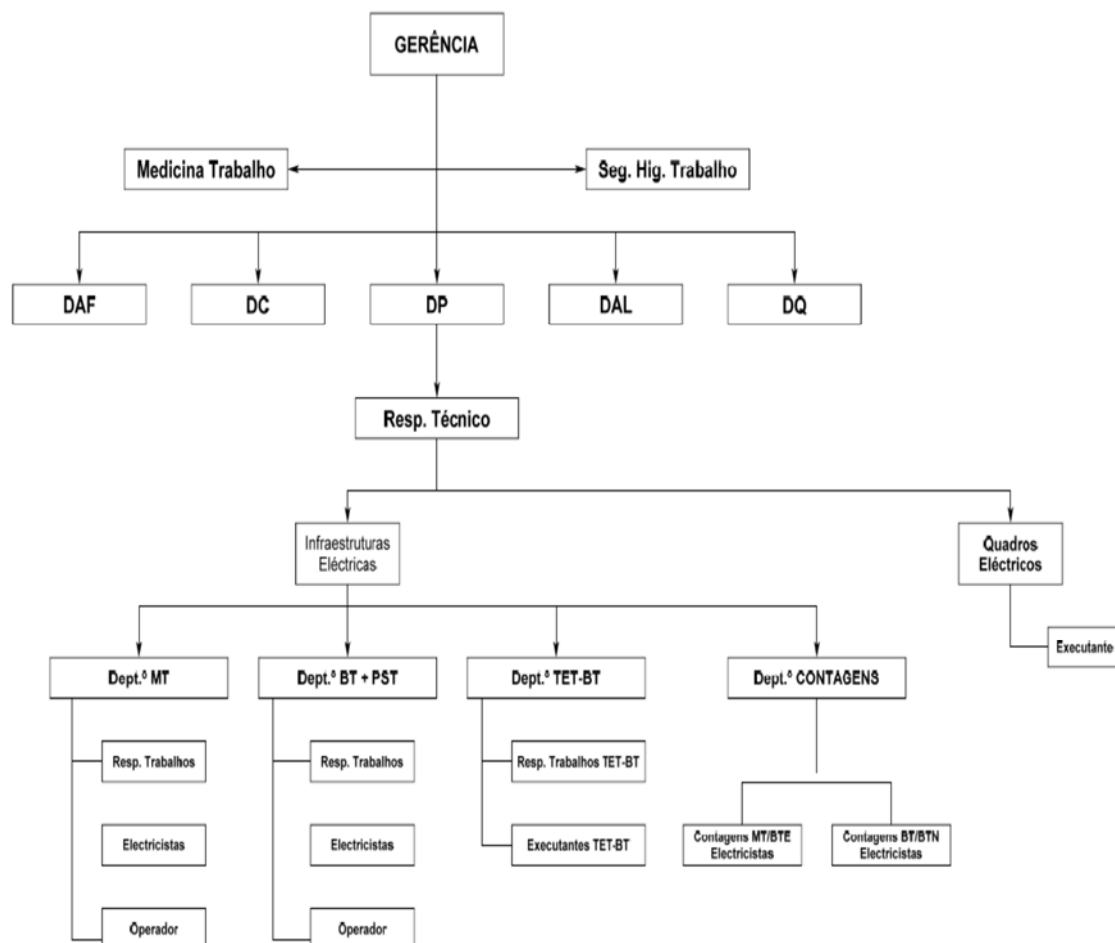 GERÊNCIA
Medicina Trabalho
Seg. Hig. Trabalho
DAF
DC
DP
DAL
DQ
Resp. Técnico
Infraestruturas
Eléctricas
Quadros
Eléctricos
Executante
Dept.º MT
Dept.º BT + PST
Dept.º TET-BT
Dept.º CONTAGENS
Resp. Trabalhos
Resp. Trabalhos
Resp. Trabalhos TET-BT
Electricistas
Electricistas
Executantes TET-BT
Contagens MT/BTE
Electricistas
Contagens BT/BTN
Electricistas
Operador
Operador